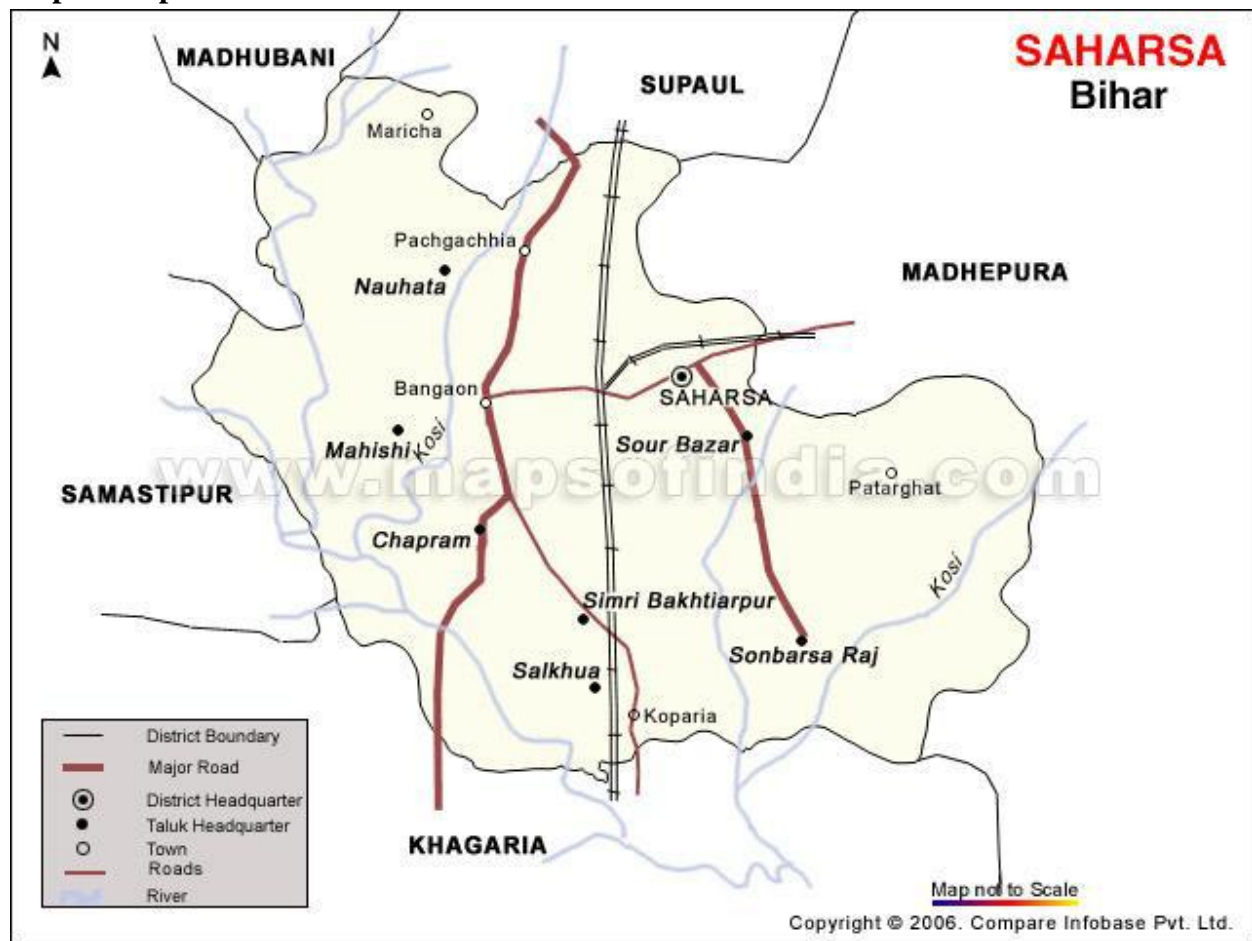 N
MADHUBANI
SAHARSA
Bihar
SUPAUL
Maricha
Pachgachhia
MADHEPURA
Nauhata
Bangaon
SAHARSA
Mahishi
Kosi
Sour Bazar
www.mapsofindia.com
SAMASTIPUR
Patarghat
Chapram
Kosi
Simri Bakhtiarpur
Sonbarsa Raj
Salkhua
Koparia
District Boundary
Major Road
District Headquarter
Taluk Headquarter
Town
Roads
River
KHAGARIA
Map not to Scale
Copyright © 2006. Compare Infobase Pvt. Ltd.